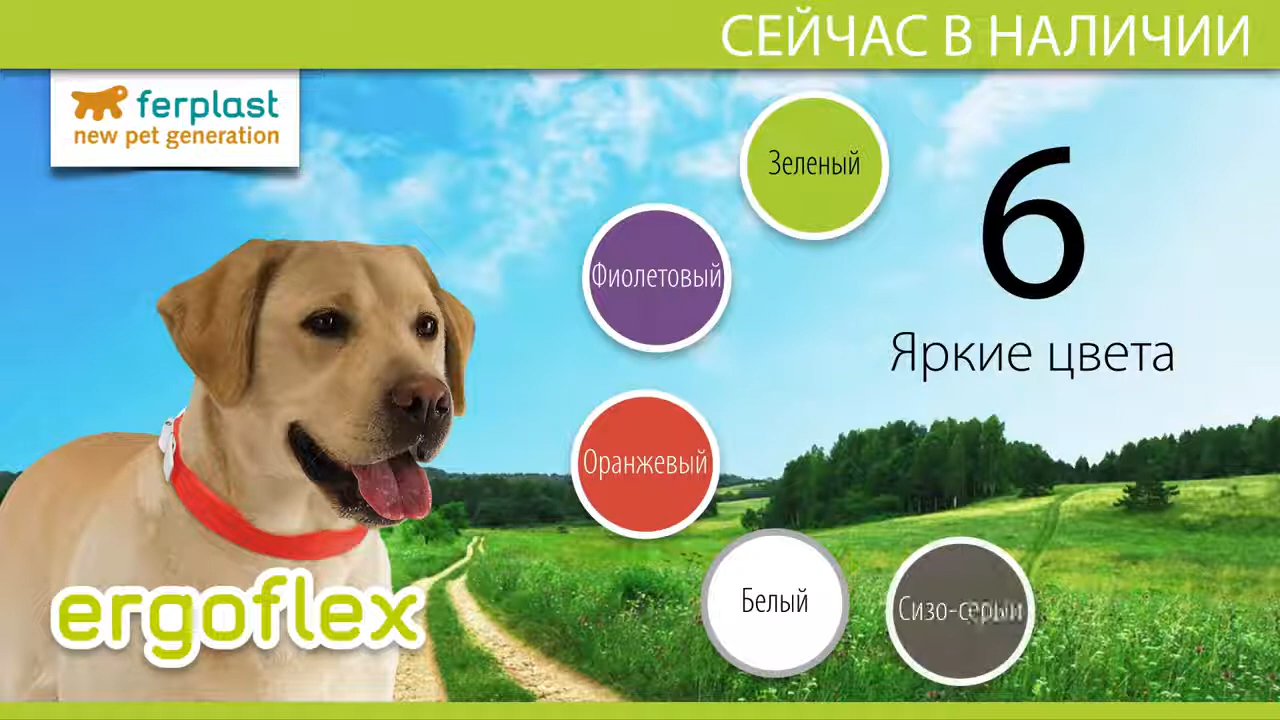 СЕЙЧАС В НАЛИЧИИ
ferplast
new pet generation
Зеленый
6
Фиолетовый
Яркие цвета
Оранжевый
Белый
Сизо-серый
ergoflex